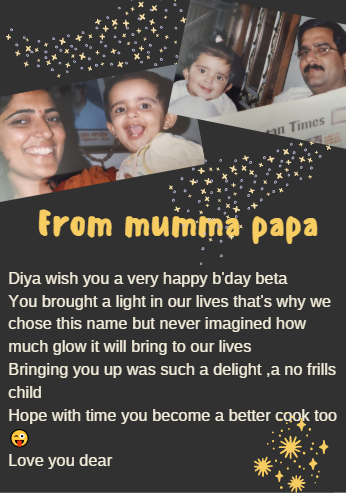 tan Times
From mumma papa
Diya wish you a very happy b'day beta
You brought a light in our lives that's why we
chose this name but never imagined how
much glow it will bring to our lives
Bringing you up was such a delight ,a no frills
child
Hope with time you become a better cook too
😜
Love you dear